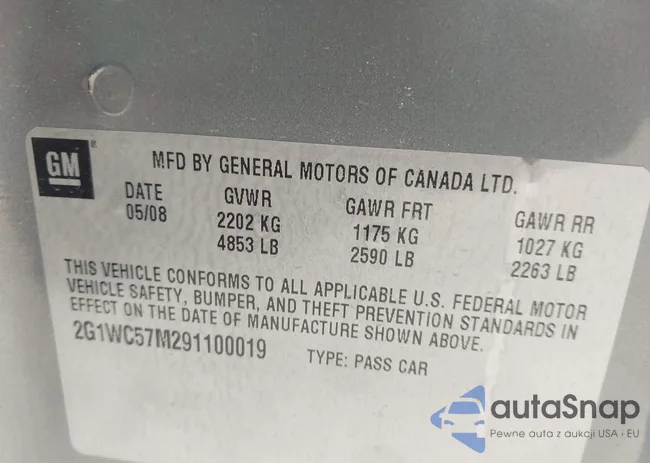 GM
MFD BY GENERAL MOTORS OF CANADA LTD.
DATE GVWR GAWR FRT GAWR RR
05/08 2202 KG 1175 KG 1027 KG
4853 LB 2590 LB 2263 LB
THIS VEHICLE CONFORMS TO ALL APPLICABLE U.S. FEDERAL MOTOR
VEHICLE SAFETY, BUMPER, AND THEFT PREVENTION STANDARDS IN
EFFECT ON THE DATE OF MANUFACTURE SHOWN ABOVE.
2G1WC57M291100019 TYPE: PASS CAR
autaSnap
Pewne auta z aukcji USA i EU